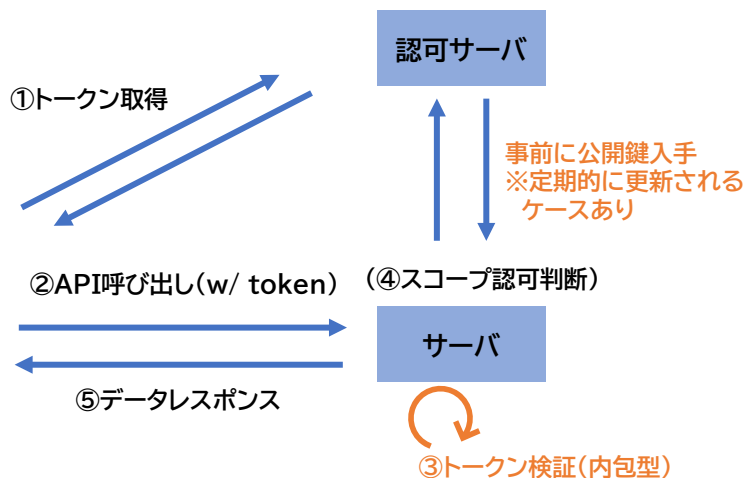 認可サーバ
①トークン取得
事前に公開鍵入手
※定期的に更新される
ケースあり
②API呼び出し(w/ token)
(④スコープ認可判断)
サーバ
⑤データレスポンス
③トークン検証(内包型)